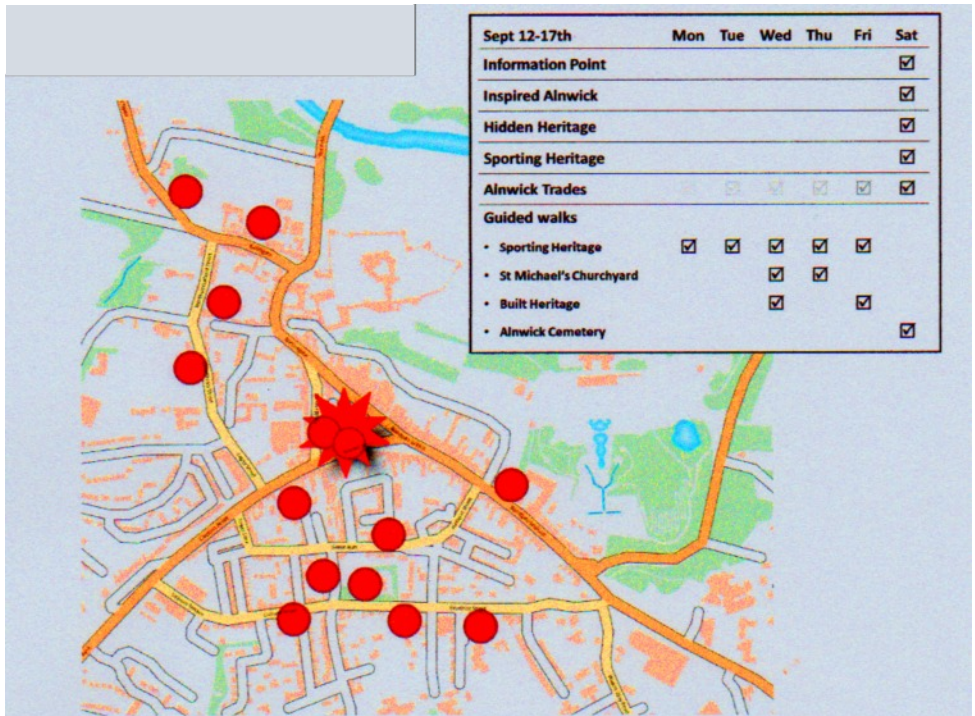 Sept 12-17th Mon Tue Wed Thu Fri Sat
Information Point ☑
Inspired Alnwick ☑
Hidden Heritage ☑
Sporting Heritage ☑
Alnwick Trades ☑ ☑ ☑ ☑ ☑ ☑
Guided walks
• Sporting Heritage ☑ ☑ ☑ ☑ ☑
• St Michael's Churchyard ☑ ☑
• Built Heritage ☑ ☑
• Alnwick Cemetery ☑